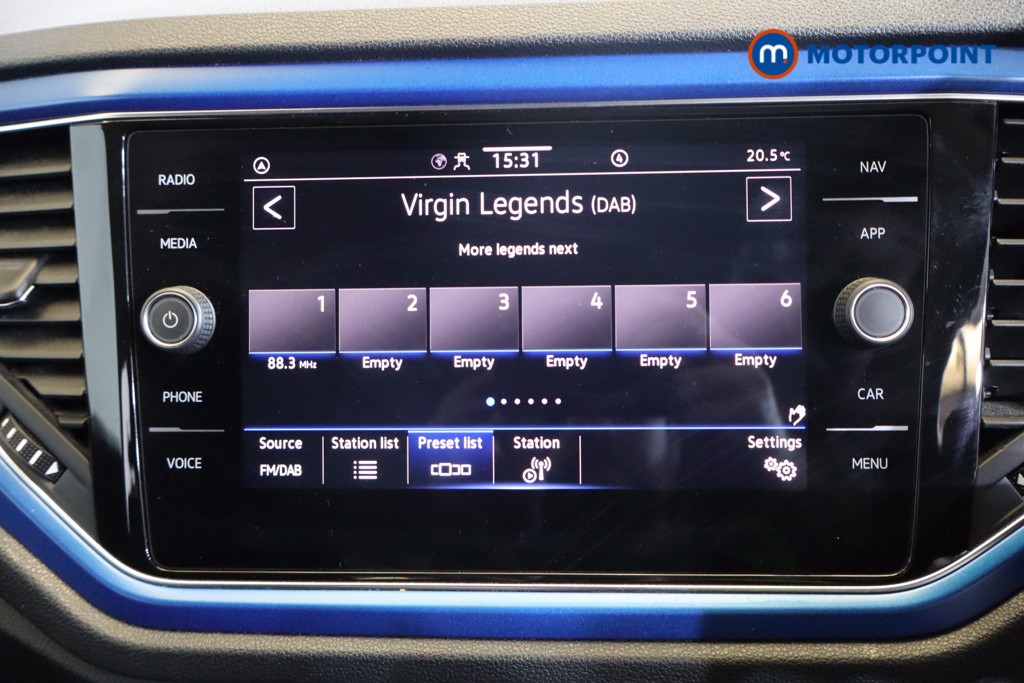 m MOTORPOINT
RADIO
MEDIA
PHONE
VOICE
15:31
4
20.5°C
< Virgin Legends (DAB) >
More legends next
1 2 3 4 5 6
88.3 MHz Empty Empty Empty Empty Empty
Source Station list Preset list Station Settings
FM/DAB
NAV
APP
CAR
MENU